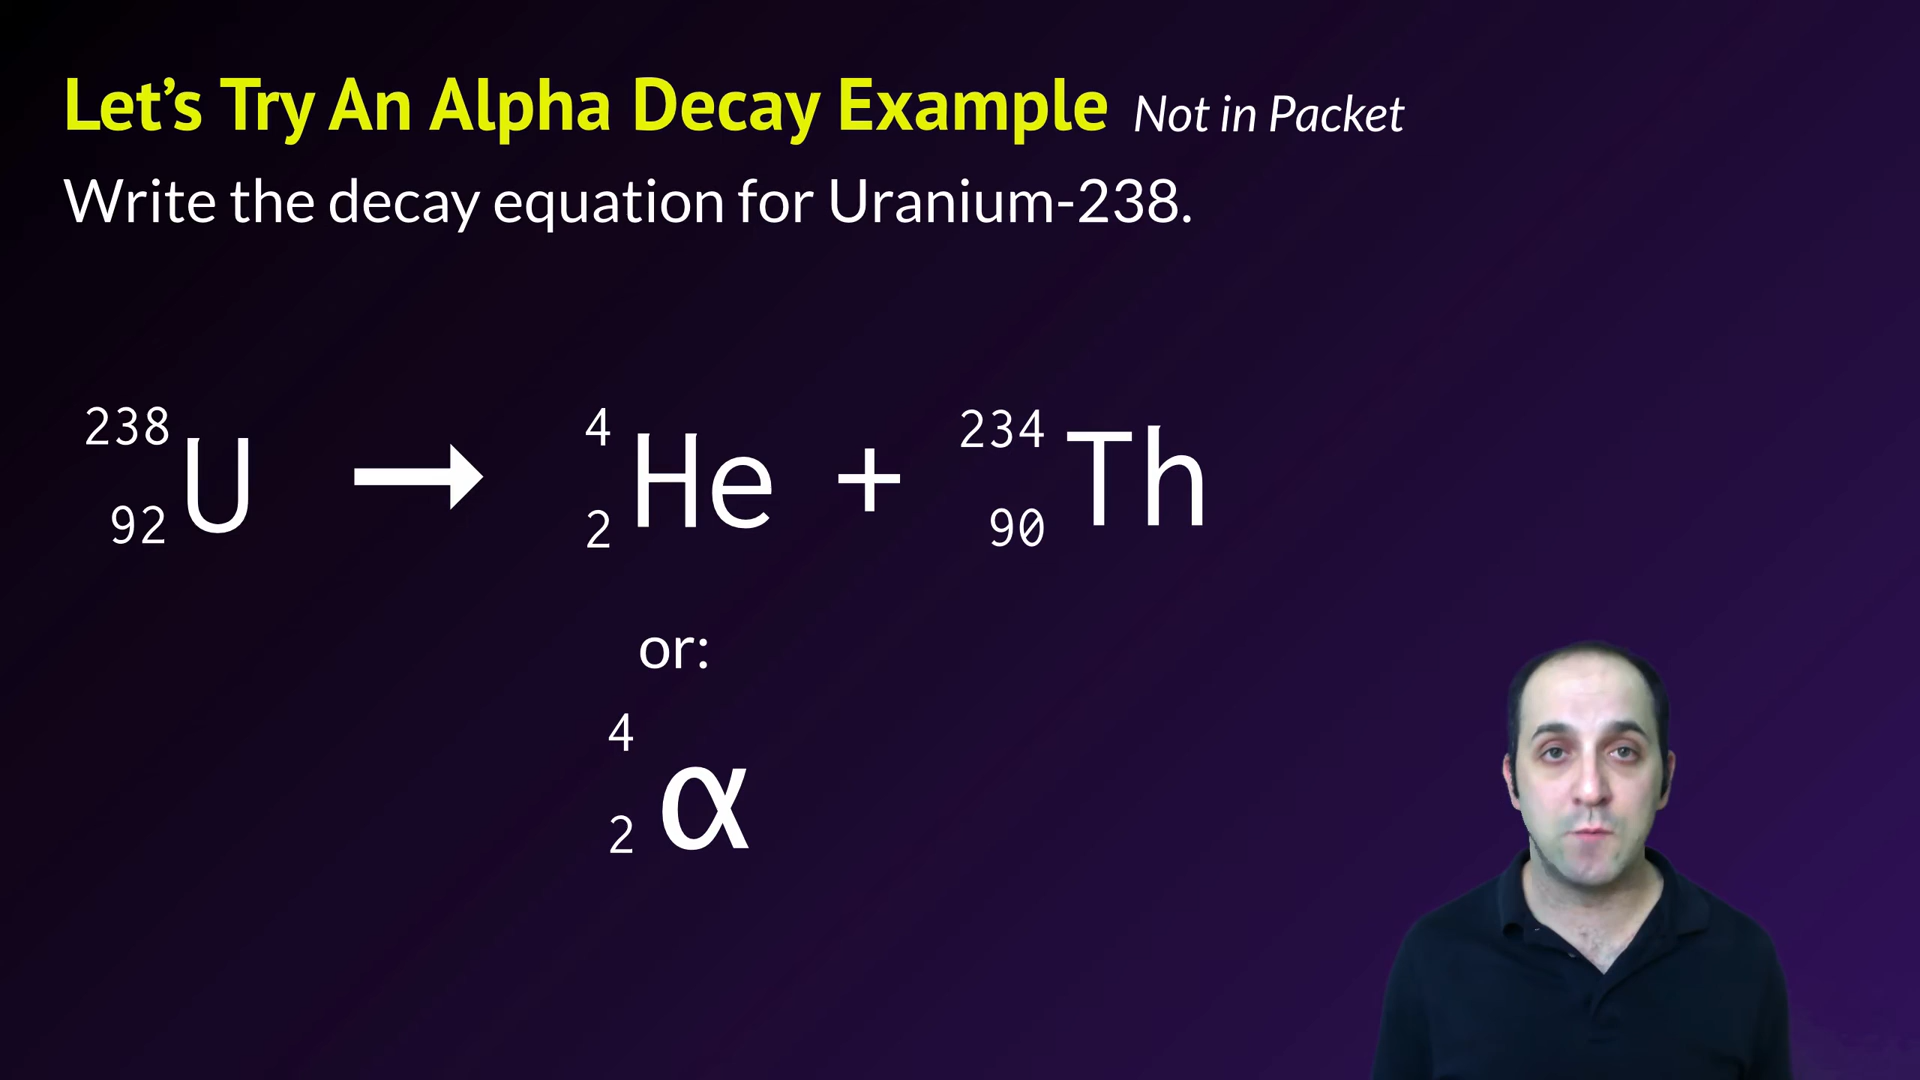 Let's Try An Alpha Decay Example Not in Packet
Write the decay equation for Uranium-238.
238 4 234
U → He + Th
92 2 90
or:
4
α
2